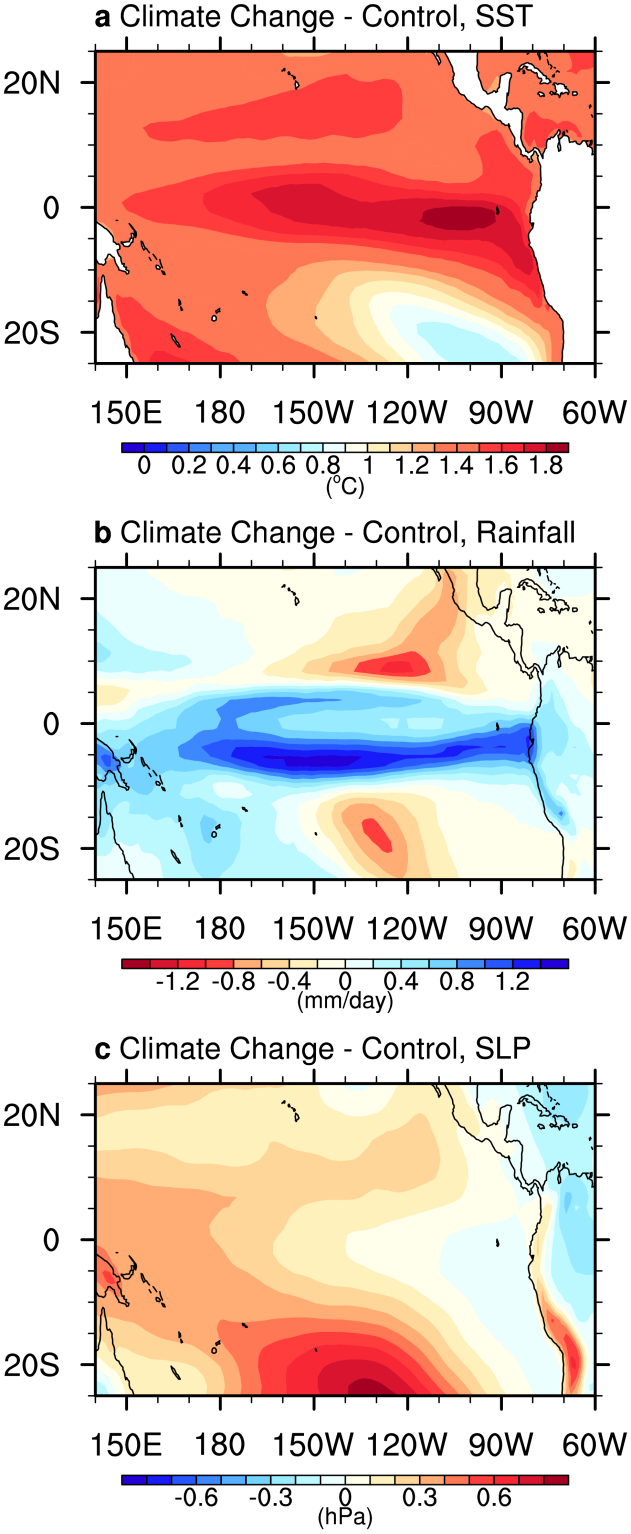 a Climate Change - Control, SST
20N
0
20S
150E 180 150W 120W 90W 60W
0 0.2 0.4 0.6 0.8 1 1.2 1.4 1.6 1.8
(°C)
b Climate Change - Control, Rainfall
20N
0
20S
150E 180 150W 120W 90W 60W
-1.2 -0.8 -0.4 0 0.4 0.8 1.2
(mm/day)
c Climate Change - Control, SLP
20N
0
20S
150E 180 150W 120W 90W 60W
-0.6 -0.3 0 0.3 0.6
(hPa)